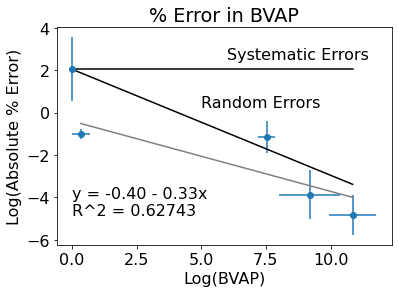 % Error in BVAP
4
2
0
−2
−4
−6
Log(Absolute % Error)
Systematic Errors
Random Errors
y = -0.40 - 0.33x
R^2 = 0.62743
0.0 2.5 5.0 7.5 10.0
Log(BVAP)